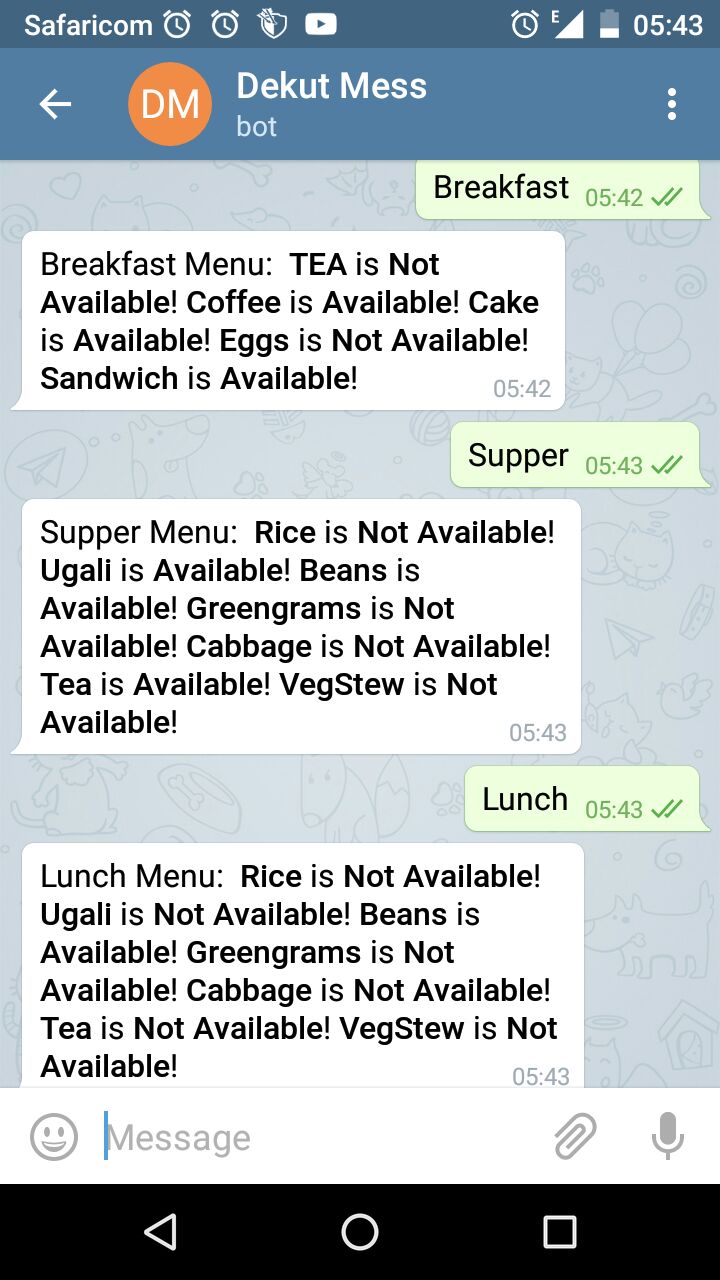 Safaricom 05:43
E
DM
Dekut Mess
bot
Breakfast 05:42
Breakfast Menu:  TEA is Not
Available! Coffee is Available! Cake
is Available! Eggs is Not Available!
Sandwich is Available!
05:42
Supper 05:43
Supper Menu:  Rice is Not Available!
Ugali is Available! Beans is
Available! Greengrams is Not
Available! Cabbage is Not Available!
Tea is Available! VegStew is Not
Available!
05:43
Lunch 05:43
Lunch Menu:  Rice is Not Available!
Ugali is Not Available! Beans is
Available! Greengrams is Not
Available! Cabbage is Not Available!
Tea is Not Available! VegStew is Not
Available!
05:43
Message